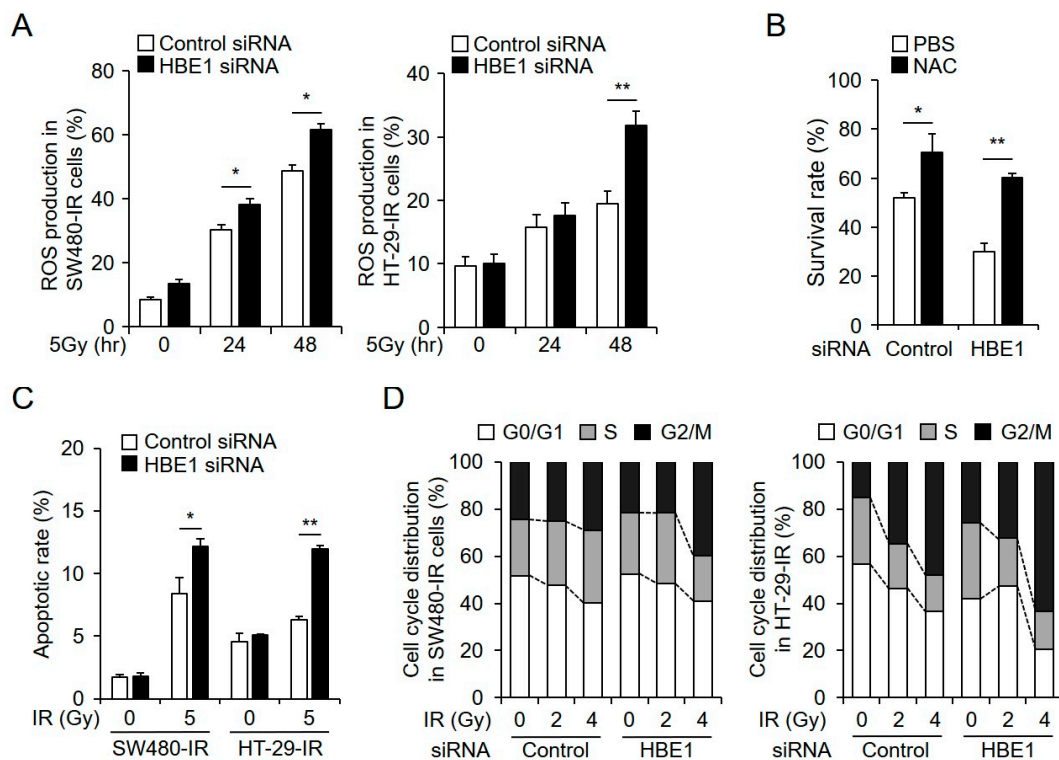 A
Control siRNA
HBE1 siRNA
ROS production in
SW480-IR cells (%)
80
60
40
20
0
*
*
5Gy (hr)
0 24 48
Control siRNA
HBE1 siRNA
ROS production in
HT-29-IR cells (%)
40
30
20
10
0
**
5Gy (hr)
0 24 48
B
PBS
NAC
Survival rate (%)
100
80
60
40
20
0
*
**
siRNA Control HBE1
C
Control siRNA
HBE1 siRNA
Apoptotic rate (%)
20
15
10
5
0
*
**
IR (Gy) 0 5 0 5
SW480-IR HT-29-IR
D
G0/G1 S G2/M
Cell cycle distribution
in SW480-IR cells (%)
100
80
60
40
20
0
IR (Gy) 0 2 4 0 2 4
siRNA Control HBE1
G0/G1 S G2/M
Cell cycle distribution
in HT-29-IR (%)
100
80
60
40
20
0
IR (Gy) 0 2 4 0 2 4
siRNA Control HBE1